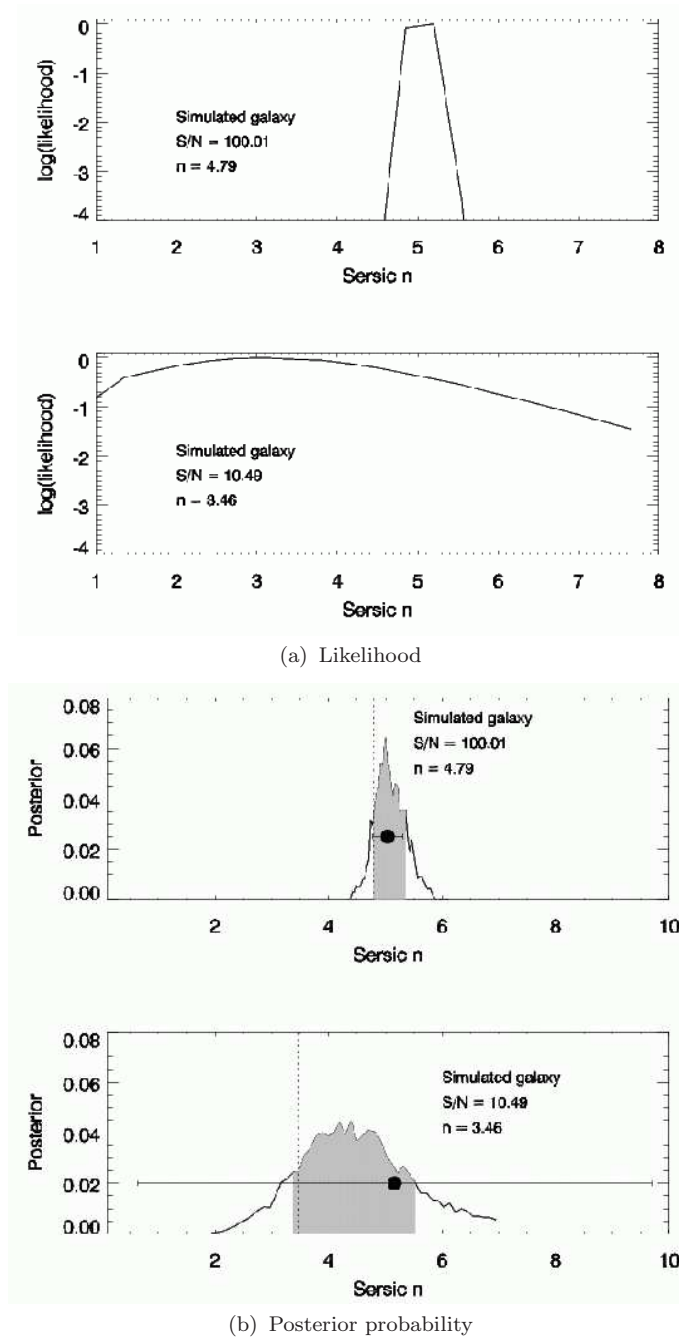 0
-1
-2
-3
-4
log(likelihood)
Simulated galaxy
S/N = 100.01
n = 4.79
1 2 3 4 5 6 7 8
Sersic n
0
-1
-2
-3
-4
log(likelihood)
Simulated galaxy
S/N = 10.49
n = 3.46
1 2 3 4 5 6 7 8
Sersic n
(a) Likelihood
0.08
0.06
0.04
0.02
0.00
Posterior
Simulated galaxy
S/N = 100.01
n = 4.79
2 4 6 8 10
Sersic n
0.08
0.06
0.04
0.02
0.00
Posterior
Simulated galaxy
S/N = 10.49
n = 3.46
2 4 6 8 10
Sersic n
(b) Posterior probability